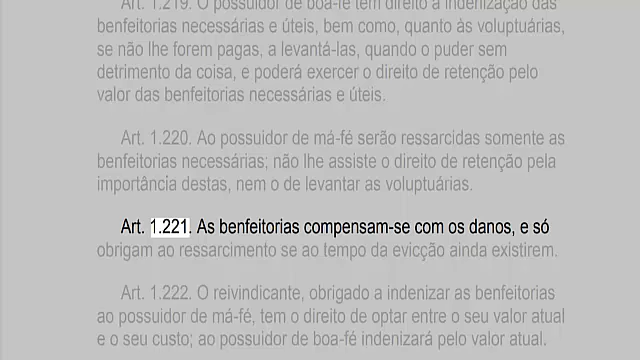 Art. 1.219. O possuidor de boa-fé tem direito à indenização das
benfeitorias necessárias e úteis, bem como, quanto às voluptuárias,
se não lhe forem pagas, a levantá-las, quando o puder sem
detrimento da coisa, e poderá exercer o direito de retenção pelo
valor das benfeitorias necessárias e úteis.
Art. 1.220. Ao possuidor de má-fé serão ressarcidas somente as
benfeitorias necessárias; não lhe assiste o direito de retenção pela
importância destas, nem o de levantar as voluptuárias.
Art. 1.221. As benfeitorias compensam-se com os danos, e só
obrigam ao ressarcimento se ao tempo da evicção ainda existirem.
Art. 1.222. O reivindicante, obrigado a indenizar as benfeitorias
ao possuidor de má-fé, tem o direito de optar entre o seu valor atual
e o seu custo; ao possuidor de boa-fé indenizará pelo valor atual.